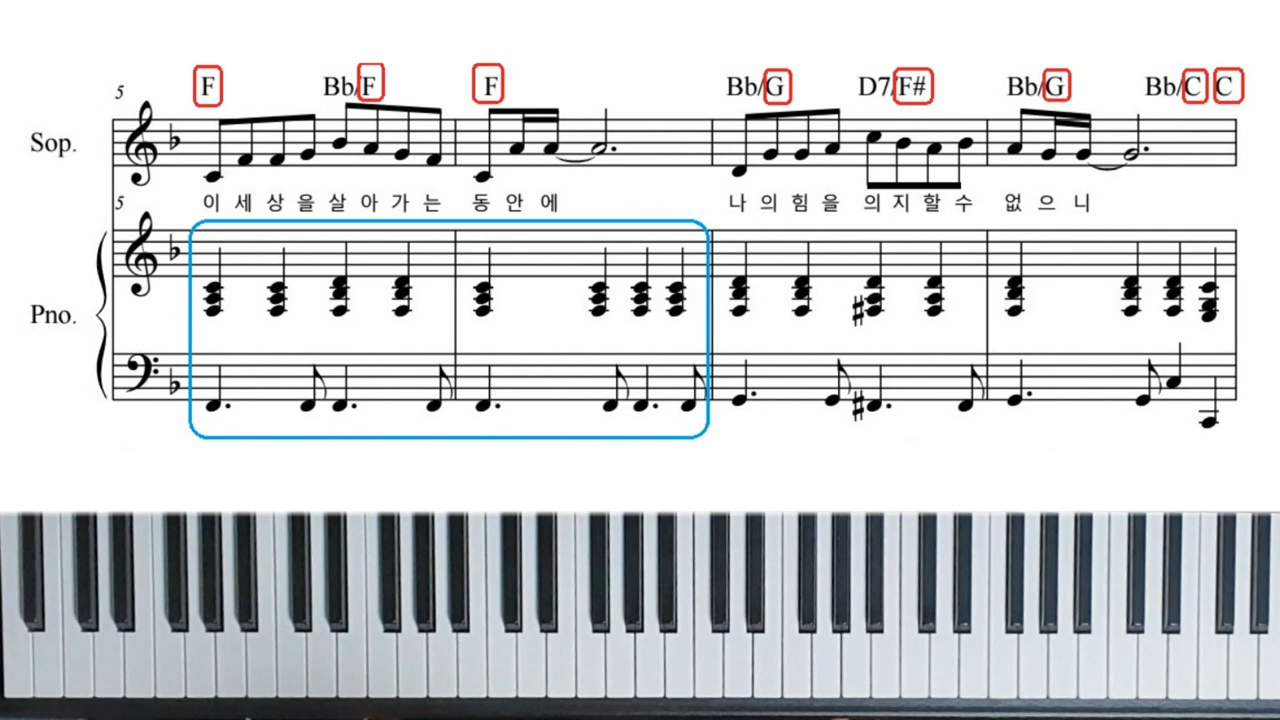 F Bb/F F Bb/G D7/F# Bb/G Bb/C C
5
Sop.
이 세 상 을 살 아 가 는 동 안 에 나 의 힘 을 의 지 할 수 없 으 니
5
Pno.